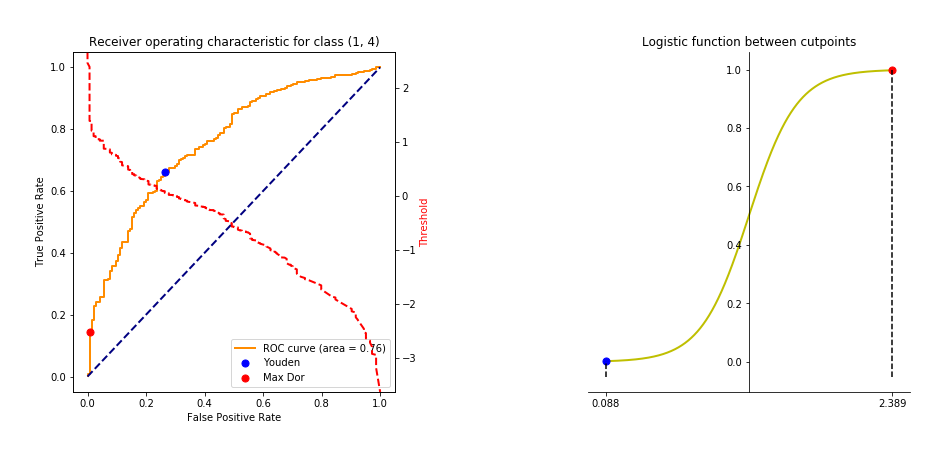 Receiver operating characteristic for class (1, 4)
1.0
0.8
0.6
0.4
0.2
0.0
True Positive Rate
0.0 0.2 0.4 0.6 0.8 1.0
False Positive Rate
2
1
0
−1
−2
−3
Threshold
ROC curve (area = 0.76)
Youden
Max Dor
Logistic function between cutpoints
1.0
0.8
0.6
0.4
0.2
0.0
0.088 2.389